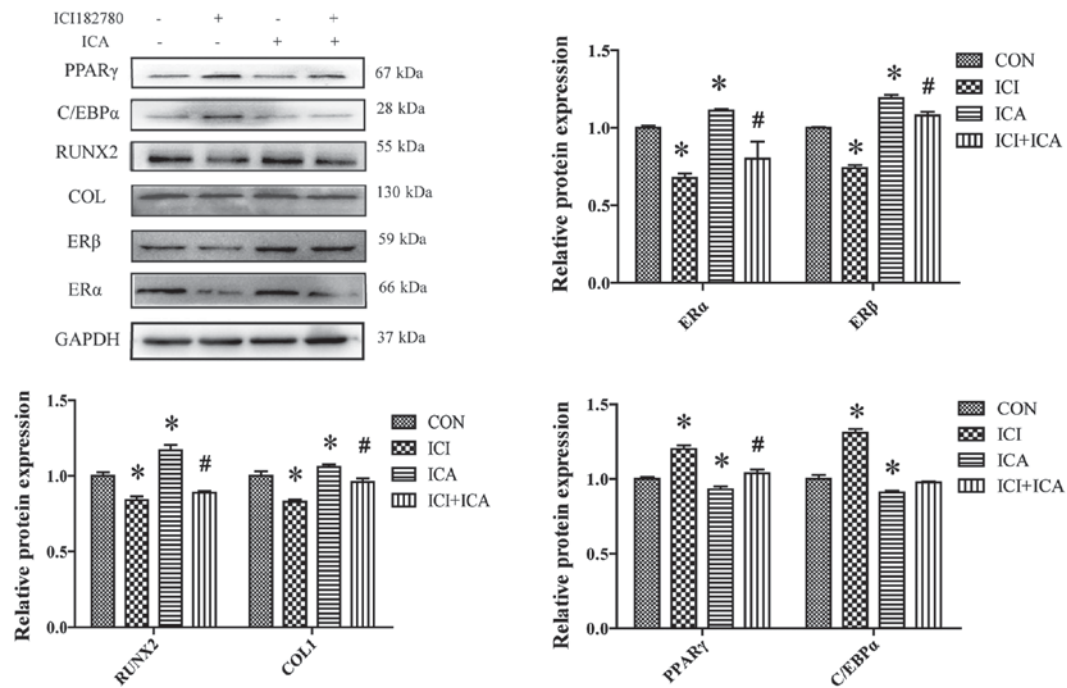 ICI182780 - + - +
ICA - - + +
PPARγ 67 kDa
C/EBPα 28 kDa
RUNX2 55 kDa
COL 130 kDa
ERβ 59 kDa
ERα 66 kDa
GAPDH 37 kDa
Relative protein expression
1.5
1.0
0.5
0.0
* * # * * #
ERα ERβ
CON
ICI
ICA
ICI+ICA
Relative protein expression
1.5
1.0
0.5
0.0
* * # * * #
RUNX2 COL1
CON
ICI
ICA
ICI+ICA
Relative protein expression
1.5
1.0
0.5
0.0
* * # * *
PPARγ C/EBPα
CON
ICI
ICA
ICI+ICA